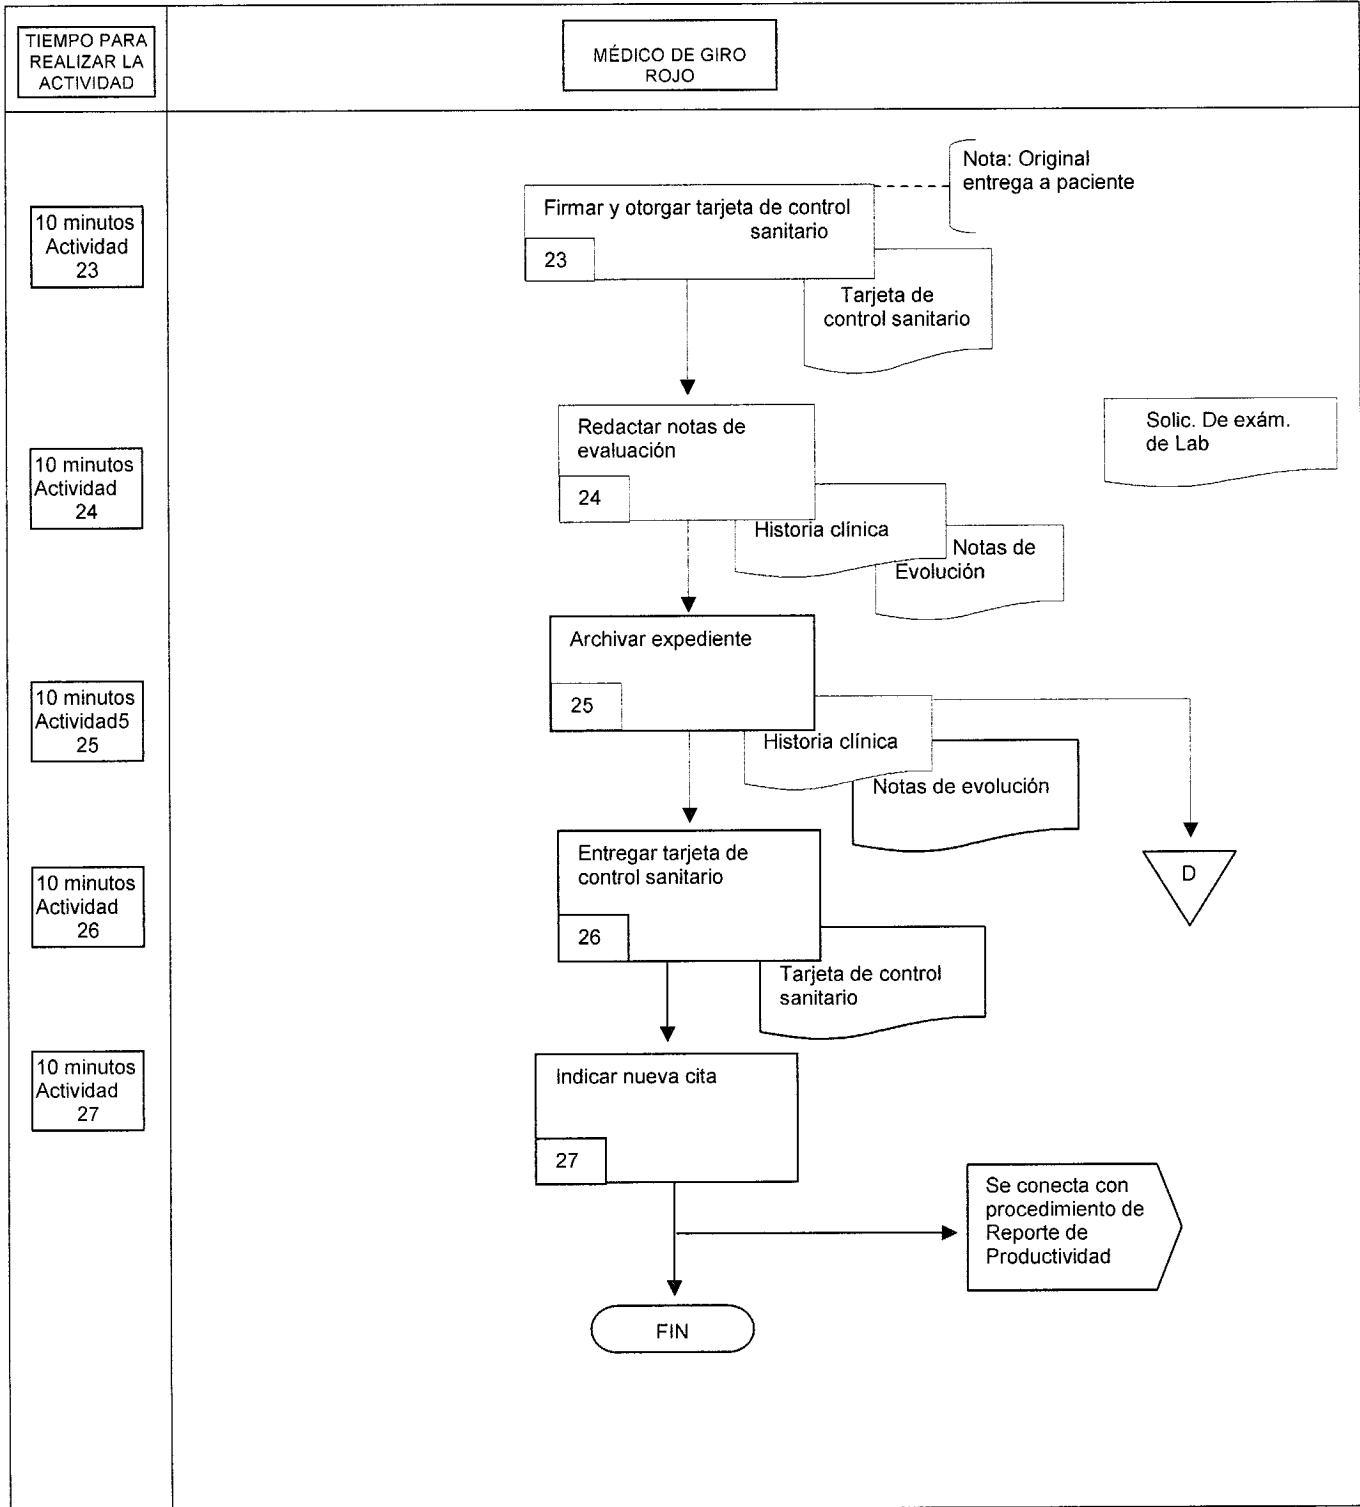 TIEMPO PARA
REALIZAR LA
ACTIVIDAD
MÉDICO DE GIRO
ROJO
Nota: Original
entrega a paciente
10 minutos
Actividad
23
Firmar y otorgar tarjeta de control
sanitario
23
Tarjeta de
control sanitario
10 minutos
Actividad
24
Redactar notas de
evaluación
24
Historia clínica
Notas de
Evolución
Solic. De exám.
de Lab
10 minutos
Actividad5
25
Archivar expediente
25
Historia clínica
Notas de evolución
D
10 minutos
Actividad
26
Entregar tarjeta de
control sanitario
26
Tarjeta de control
sanitario
10 minutos
Actividad
27
Indicar nueva cita
27
Se conecta con
procedimiento de
Reporte de
Productividad
FIN